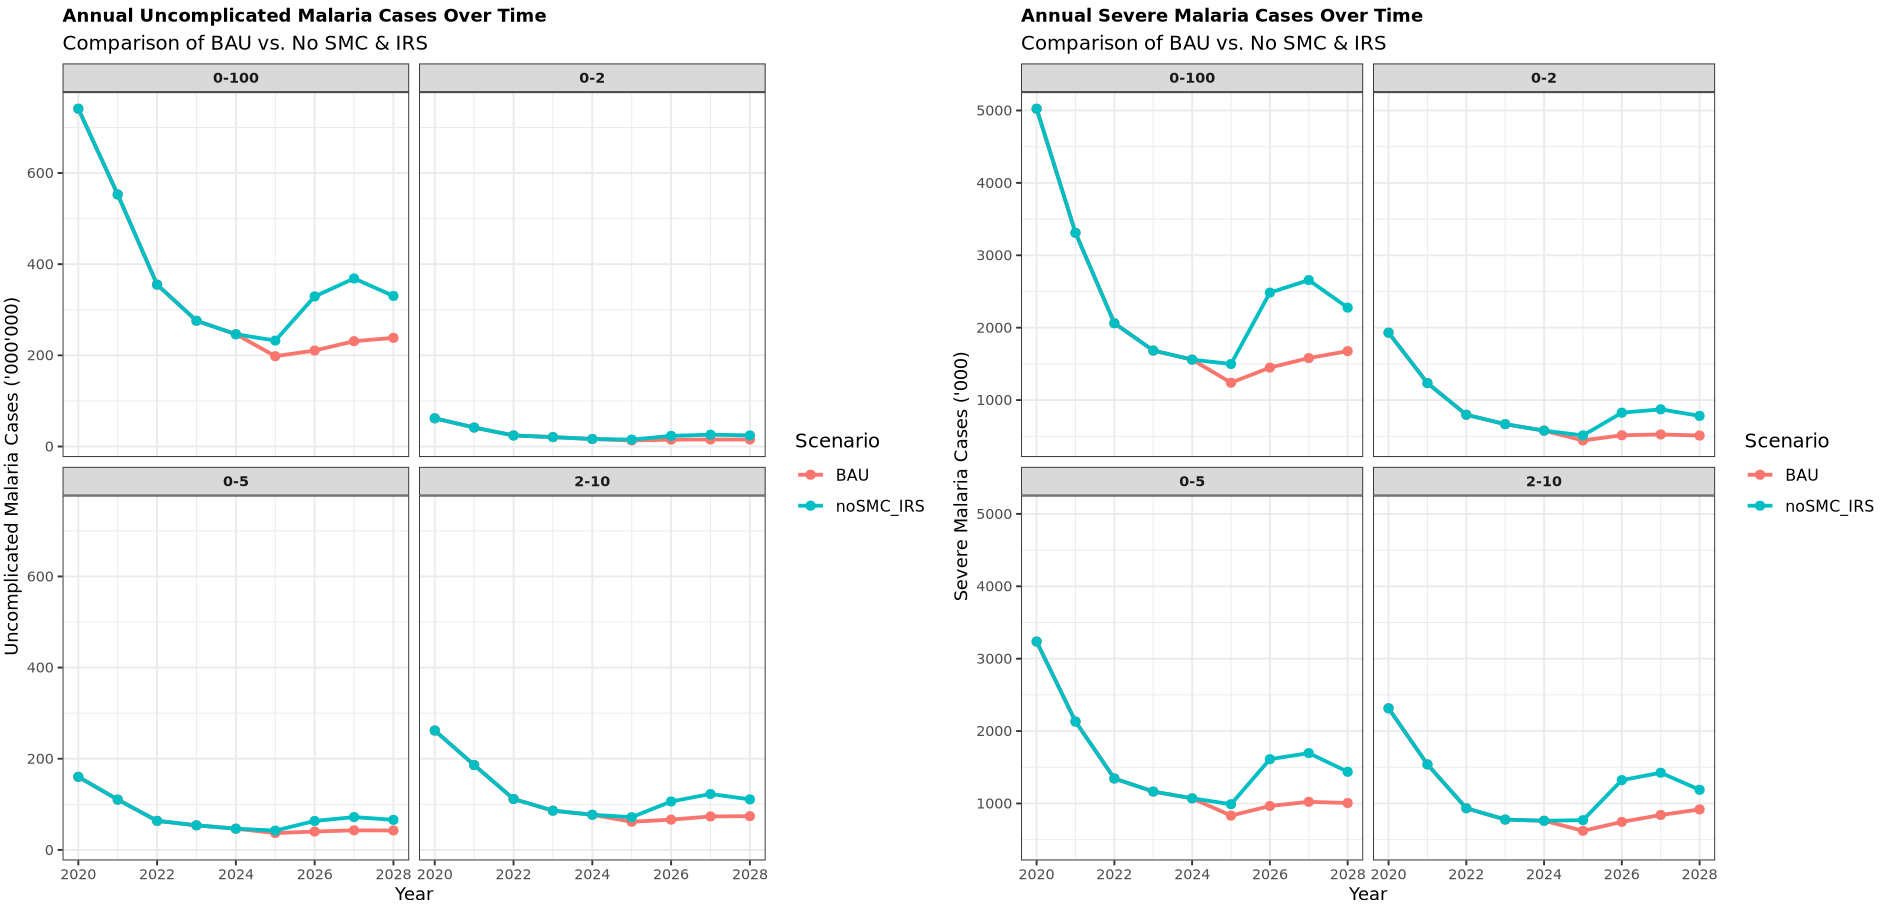 Annual Uncomplicated Malaria Cases Over Time
Comparison of BAU vs. No SMC & IRS
0-100
0-2
600
400
200
0
0-5
2-10
600
400
200
0
2020 2022 2024 2026 2028
2020 2022 2024 2026 2028
Year
Uncomplicated Malaria Cases ('000'000)
Scenario
BAU
noSMC_IRS
Annual Severe Malaria Cases Over Time
Comparison of BAU vs. No SMC & IRS
0-100
0-2
5000
4000
3000
2000
1000
0-5
2-10
5000
4000
3000
2000
1000
2020 2022 2024 2026 2028
2020 2022 2024 2026 2028
Year
Severe Malaria Cases ('000)
Scenario
BAU
noSMC_IRS